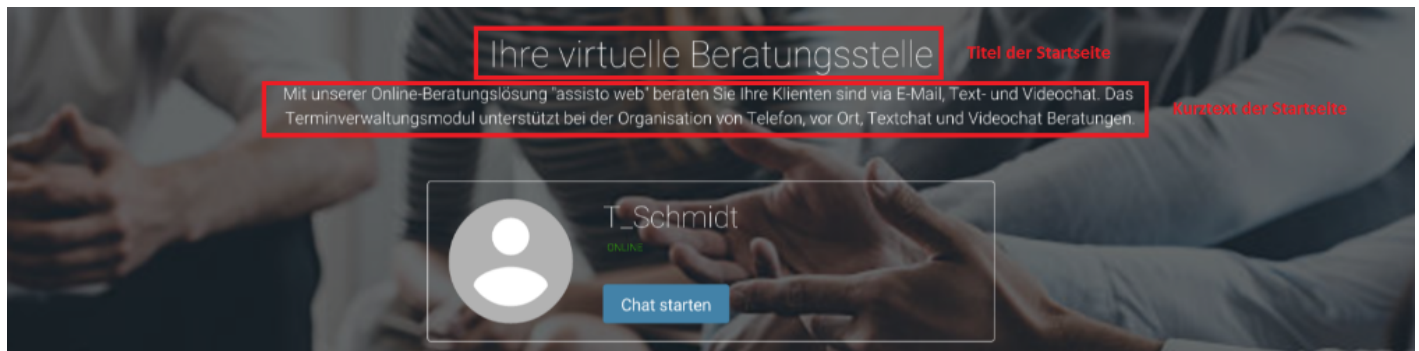 Ihre virtuelle Beratungsstelle
Titel der Startseite
Mit unserer Online-Beratungslösung "assisto web" beraten Sie Ihre Klienten sind via E-Mail, Text- und Videochat. Das
Terminverwaltungsmodul unterstützt bei der Organisation von Telefon, vor Ort, Textchat und Videochat Beratungen.
Kurztext der Startseite
T_Schmidt
ONLINE
Chat starten